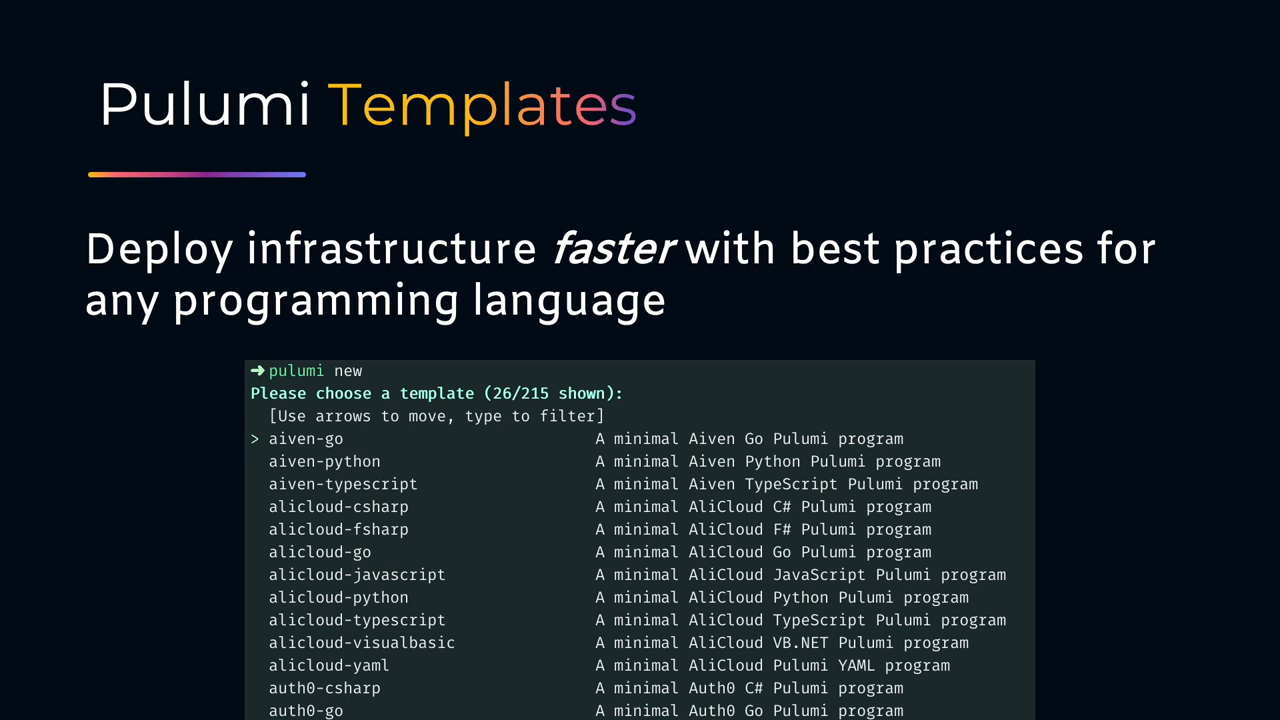 Pulumi Templates
Deploy infrastructure faster with best practices for
any programming language
➜ pulumi new
Please choose a template (26/215 shown):
[Use arrows to move, type to filter]
> aiven-go A minimal Aiven Go Pulumi program
aiven-python A minimal Aiven Python Pulumi program
aiven-typescript A minimal Aiven TypeScript Pulumi program
alicloud-csharp A minimal AliCloud C# Pulumi program
alicloud-fsharp A minimal AliCloud F# Pulumi program
alicloud-go A minimal AliCloud Go Pulumi program
alicloud-javascript A minimal AliCloud JavaScript Pulumi program
alicloud-python A minimal AliCloud Python Pulumi program
alicloud-typescript A minimal AliCloud TypeScript Pulumi program
alicloud-visualbasic A minimal AliCloud VB.NET Pulumi program
alicloud-yaml A minimal AliCloud Pulumi YAML program
auth0-csharp A minimal Auth0 C# Pulumi program
auth0-go A minimal Auth0 Go Pulumi program